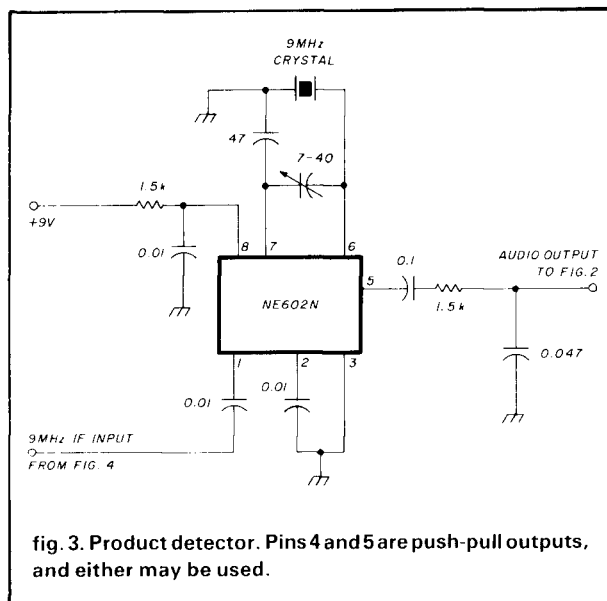 9MHz
CRYSTAL
47
7-40
1.5k
+9V
0.01
8
7
6
5
0.1
AUDIO OUTPUT
TO FIG.2
1.5k
NE602N
0.047
1
2
3
0.01
0.01
9MHz IF INPUT
FROM FIG. 4
fig. 3. Product detector. Pins 4 and 5 are push-pull outputs,
and either may be used.